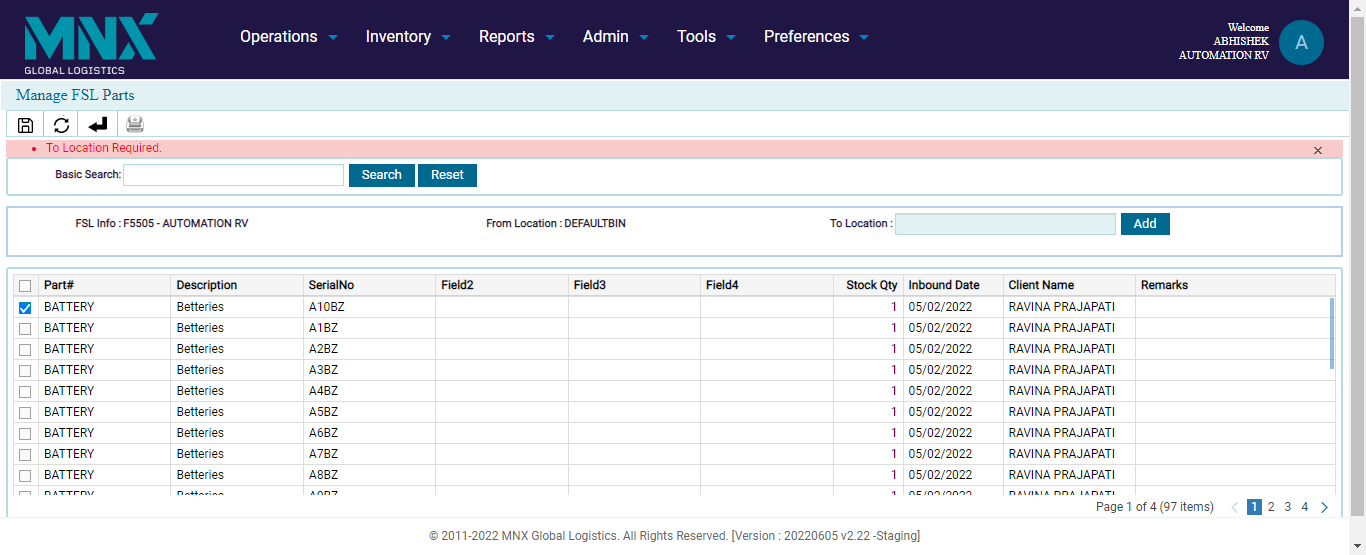 MNX
GLOBAL LOGISTICS
Operations Inventory Reports Admin Tools Preferences
Welcome
ABHISHEK
AUTOMATION RV
A
Manage FSL Parts
To Location Required.
Basic Search: Search Reset
FSL Info : F5505 - AUTOMATION RV From Location : DEFAULTBIN To Location : Add
Part# Description SerialNo Field2 Field3 Field4 Stock Qty Inbound Date Client Name Remarks
BATTERY Betteries A10BZ 1 05/02/2022 RAVINA PRAJAPATI
BATTERY Betteries A1BZ 1 05/02/2022 RAVINA PRAJAPATI
BATTERY Betteries A2BZ 1 05/02/2022 RAVINA PRAJAPATI
BATTERY Betteries A3BZ 1 05/02/2022 RAVINA PRAJAPATI
BATTERY Betteries A4BZ 1 05/02/2022 RAVINA PRAJAPATI
BATTERY Betteries A5BZ 1 05/02/2022 RAVINA PRAJAPATI
BATTERY Betteries A6BZ 1 05/02/2022 RAVINA PRAJAPATI
BATTERY Betteries A7BZ 1 05/02/2022 RAVINA PRAJAPATI
BATTERY Betteries A8BZ 1 05/02/2022 RAVINA PRAJAPATI
BATTERY Betteries A9BZ 1 05/02/2022 RAVINA PRAJAPATI
Page 1 of 4 (97 items) 1 2 3 4
© 2011-2022 MNX Global Logistics. All Rights Reserved. [Version : 20220605 v2.22 -Staging]